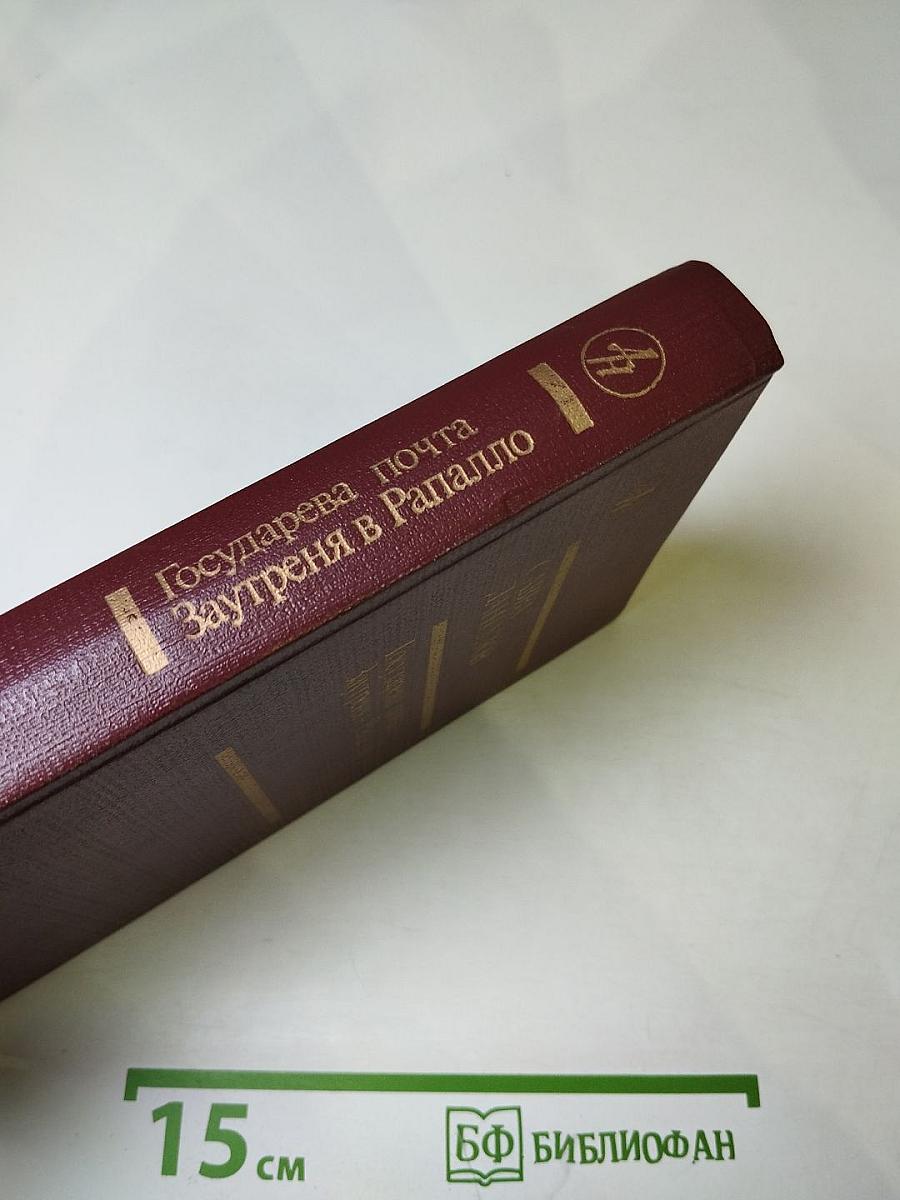 Государева почта
Заутреня в Рапалло
15 см
БФ БИБЛИОФАН